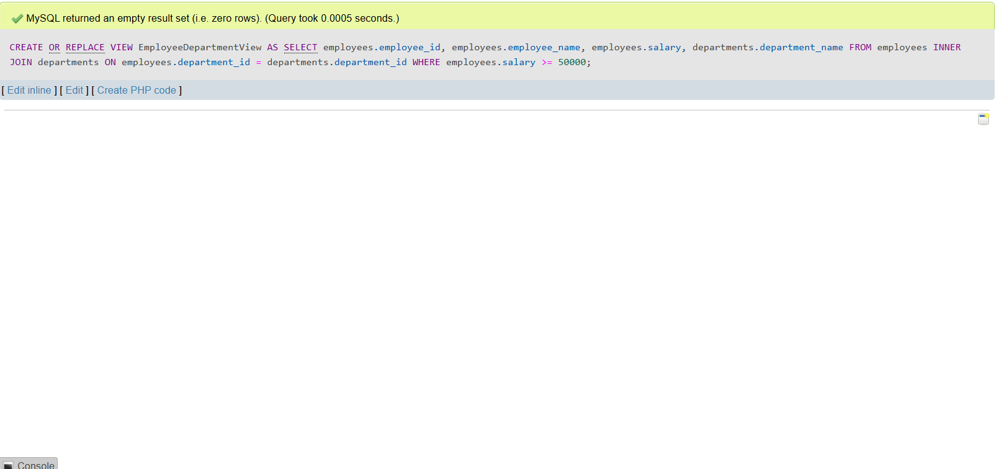 MySQL returned an empty result set (i.e. zero rows). (Query took 0.0005 seconds.)
CREATE OR REPLACE VIEW EmployeeDepartmentView AS SELECT employees.employee_id, employees.employee_name, employees.salary, departments.department_name FROM employees INNER
JOIN departments ON employees.department_id = departments.department_id WHERE employees.salary >= 50000;
[ Edit inline ] [ Edit ] [ Create PHP code ]
Console